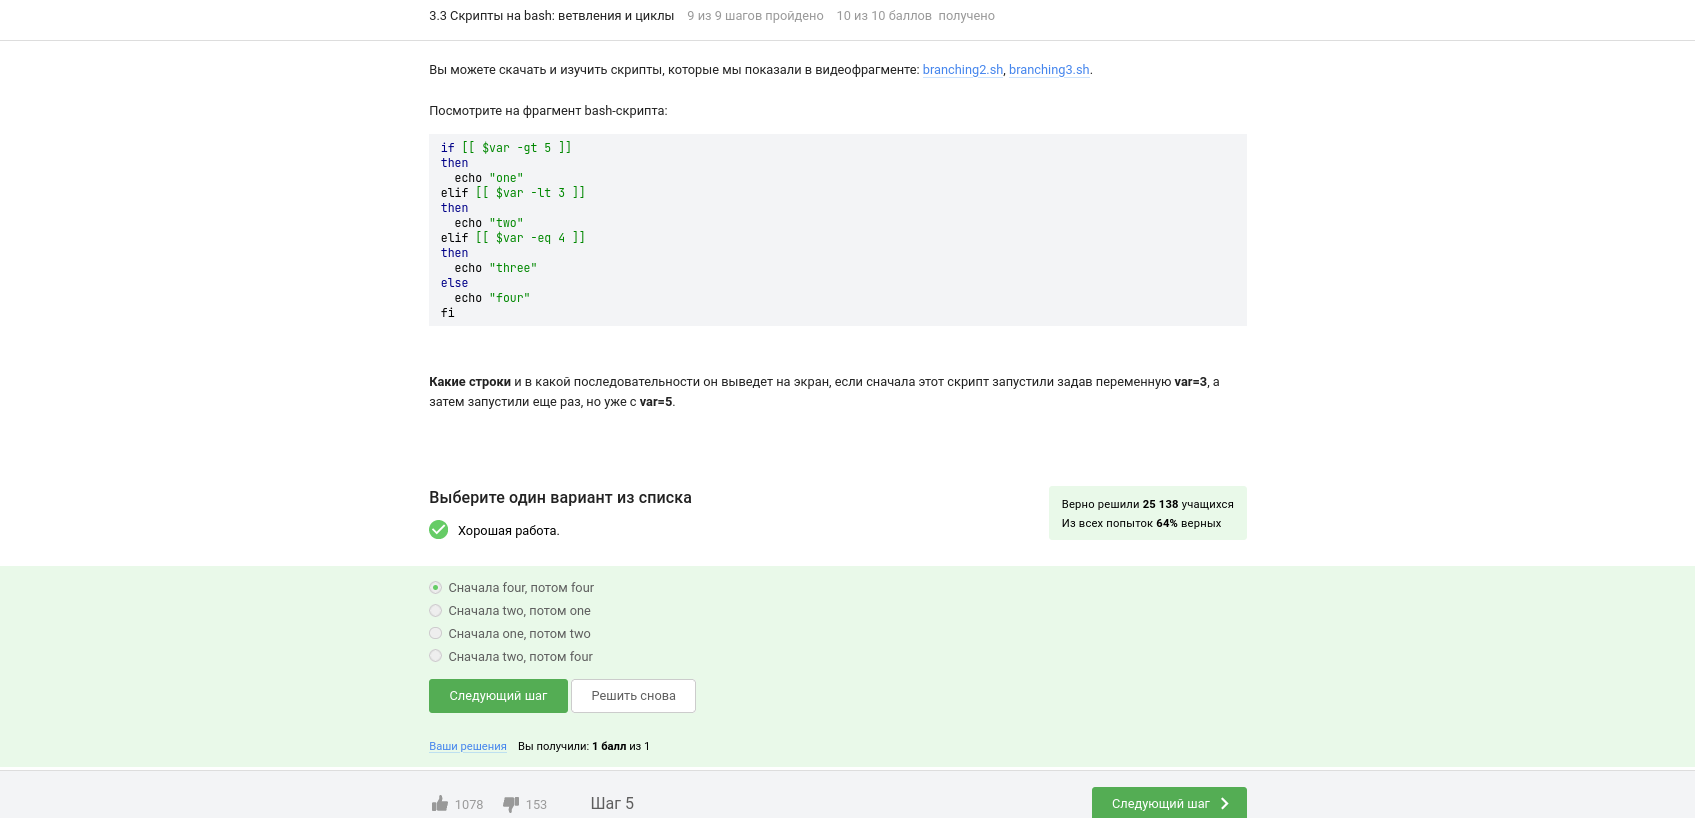 3.3 Скрипты на bash: ветвления и циклы 9 из 9 шагов пройдено 10 из 10 баллов получено
Вы можете скачать и изучить скрипты, которые мы показали в видеофрагменте: branching2.sh, branching3.sh.
Посмотрите на фрагмент bash-скрипта:
if [[ $var -gt 5 ]]
then
  echo "one"
elif [[ $var -lt 3 ]]
then
  echo "two"
elif [[ $var -eq 4 ]]
then
  echo "three"
else
  echo "four"
fi
Какие строки и в какой последовательности он выведет на экран, если сначала этот скрипт запустили задав переменную var=3, а
затем запустили еще раз, но уже с var=5.
Выберите один вариант из списка
Хорошая работа.
Верно решили 25 138 учащихся
Из всех попыток 64% верных
Сначала four, потом four
Сначала two, потом one
Сначала one, потом two
Сначала two, потом four
Следующий шаг Решить снова
Ваши решения Вы получили: 1 балл из 1
1078 153 Шаг 5 Следующий шаг